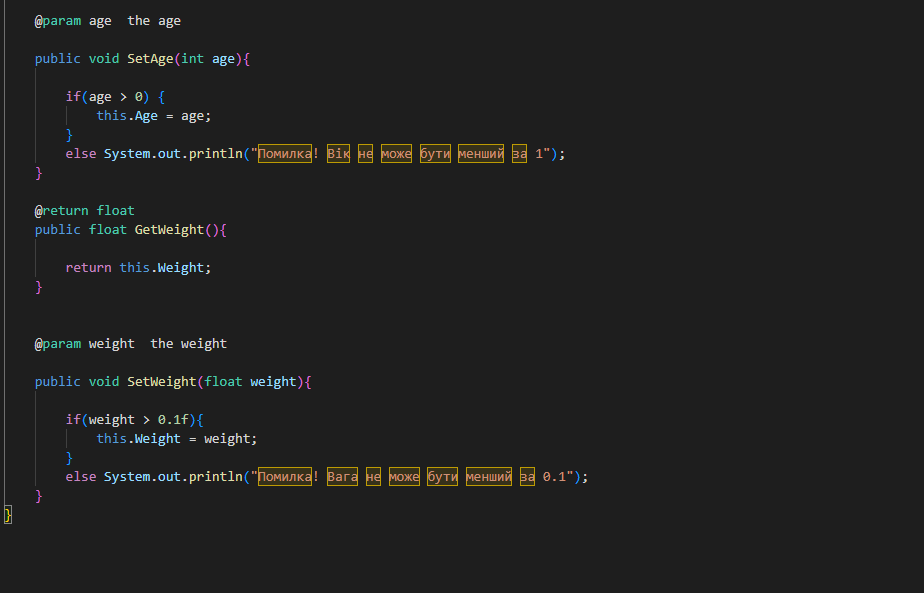 @param age  the age
public void SetAge(int age){
if(age > 0) {
this.Age = age;
}
else System.out.println("Помилка! Вік не може бути менший за 1");
}
@return float
public float GetWeight(){
return this.Weight;
}
@param weight  the weight
public void SetWeight(float weight){
if(weight > 0.1f){
this.Weight = weight;
}
else System.out.println("Помилка! Вага не може бути менший за 0.1");
}
}